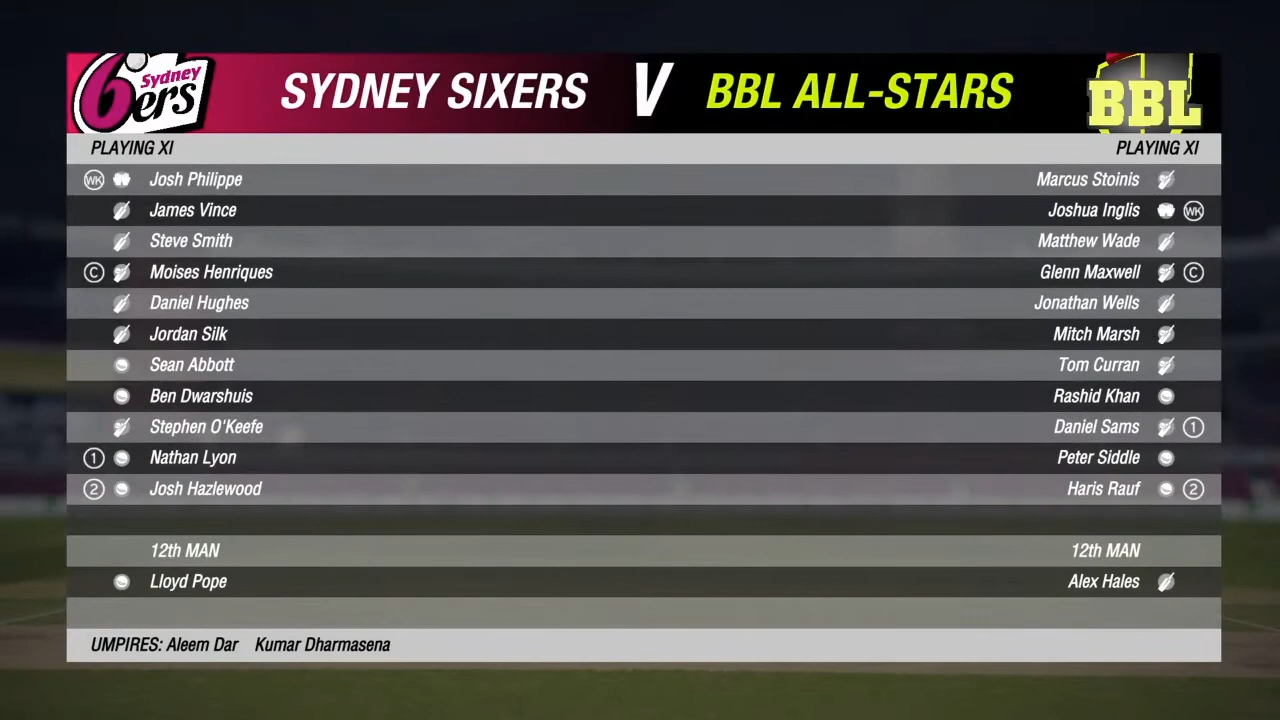 Sydney 6ers SYDNEY SIXERS V BBL ALL-STARS BBL
PLAYING XI PLAYING XI
WK Josh Philippe Marcus Stoinis
James Vince Joshua Inglis WK
Steve Smith Matthew Wade
C Moises Henriques Glenn Maxwell C
Daniel Hughes Jonathan Wells
Jordan Silk Mitch Marsh
Sean Abbott Tom Curran
Ben Dwarshuis Rashid Khan
Stephen O'Keefe Daniel Sams 1
1 Nathan Lyon Peter Siddle
2 Josh Hazlewood Haris Rauf 2
12th MAN 12th MAN
Lloyd Pope Alex Hales
UMPIRES: Aleem Dar Kumar Dharmasena